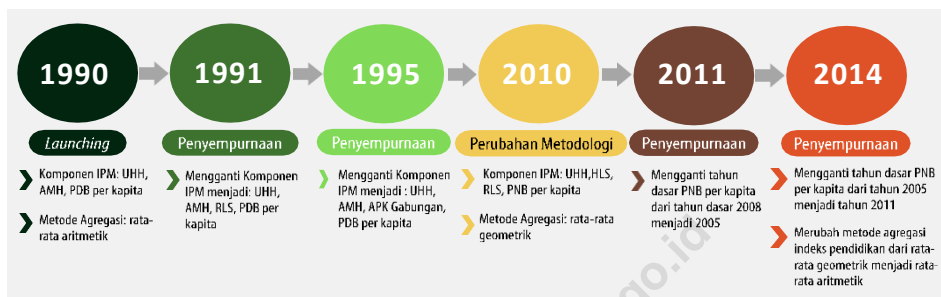 1990
1991
1995
2010
2011
2014
Launching
Penyempurnaan
Penyempurnaan
Perubahan Metodologi
Penyempurnaan
Penyempurnaan
Komponen IPM: UHH,
AMH, PDB per kapita
Metode Agregasi: rata-
rata aritmetik
Mengganti Komponen
IPM menjadi: UHH,
AMH, RLS, PDB per
kapita
Mengganti Komponen
IPM menjadi : UHH,
AMH, APK Gabungan,
PDB per kapita
Komponen IPM: UHH,HLS,
RLS, PNB per kapita
Metode Agregasi: rata-rata
geometrik
Mengganti tahun
dasar PNB per kapita
dari tahun dasar 2008
menjadi 2005
Mengganti tahun dasar PNB
per kapita dari tahun 2005
menjadi tahun 2011
Merubah metode agregasi
indeks pendidikan dari rata-
rata geometrik menjadi rata-
rata aritmetik
go.id